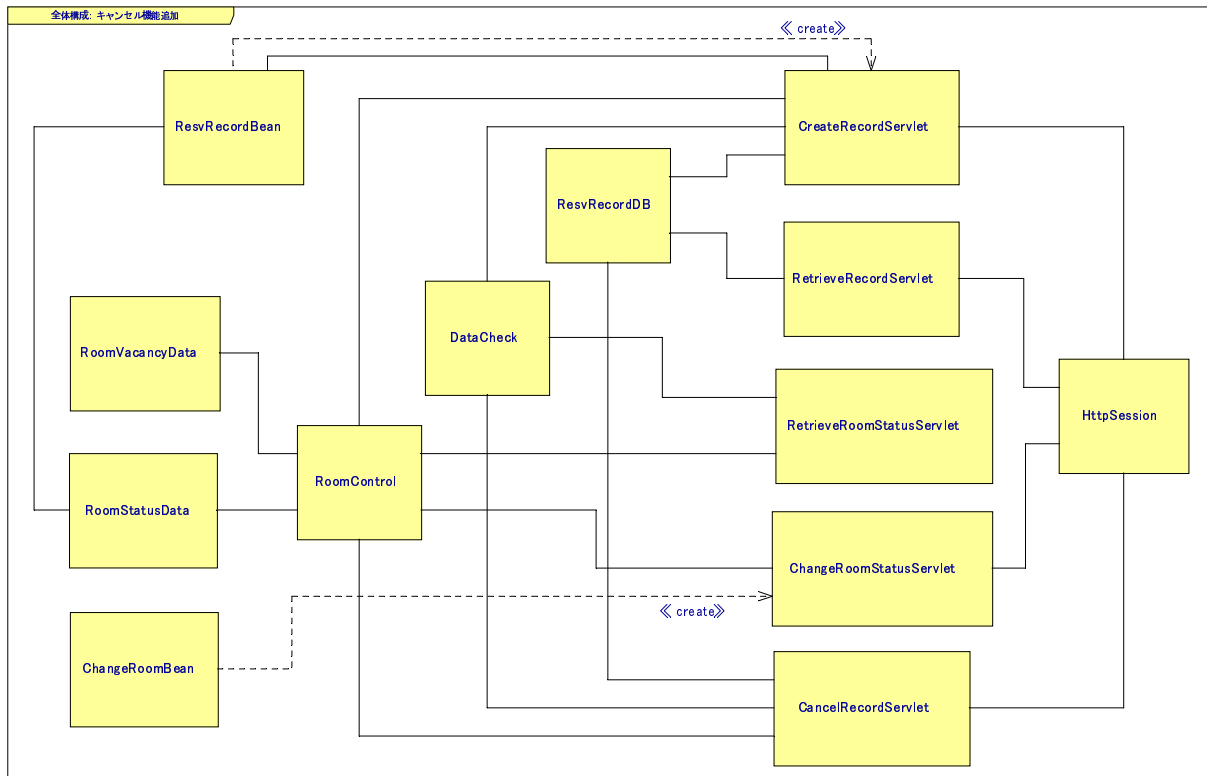 全体構成: キャンセル機能追加
≪ create≫
ResvRecordBean
CreateRecordServlet
ResvRecordDB
RetrieveRecordServlet
DataCheck
RoomVacancyData
HttpSession
RetrieveRoomStatusServlet
RoomControl
RoomStatusData
ChangeRoomStatusServlet
≪ create≫
ChangeRoomBean
CancelRecordServlet